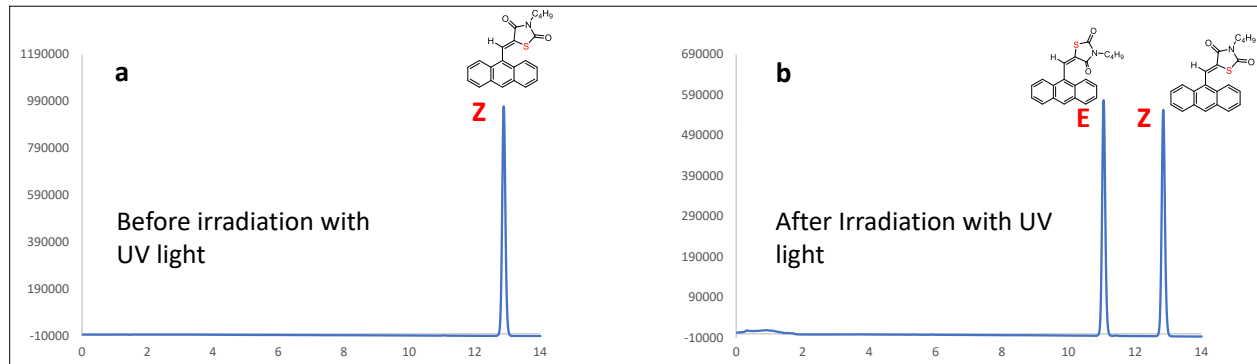 a
C₄H₉
O
N
O
H
S
Z
1190000
990000
790000
590000
390000
190000
-10000
0 2 4 6 8 10 12 14
Before irradiation with
UV light
b
O
S
N-C₄H₉
H
O
E
C₄H₉
O
N
O
H
S
Z
690000
590000
490000
390000
290000
190000
90000
-10000
0 2 4 6 8 10 12 14
After Irradiation with UV
light